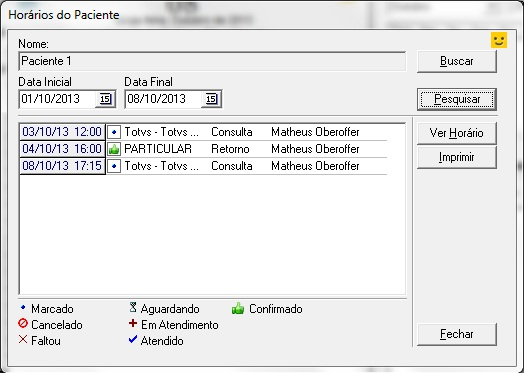 Horários do Paciente
Nome:
Paciente 1
Buscar
Data Inicial Data Final
01/10/2013 15 08/10/2013 15
Pesquisar
03/10/13 12:00 Totvs - Totvs ... Consulta Matheus Oberoffer
04/10/13 16:00 PARTICULAR Retorno Matheus Oberoffer
08/10/13 17:15 Totvs - Totvs ... Consulta Matheus Oberoffer
Ver Horário
Imprimir
Marcado Aguardando Confirmado
Cancelado Em Atendimento
Faltou Atendido
Fechar